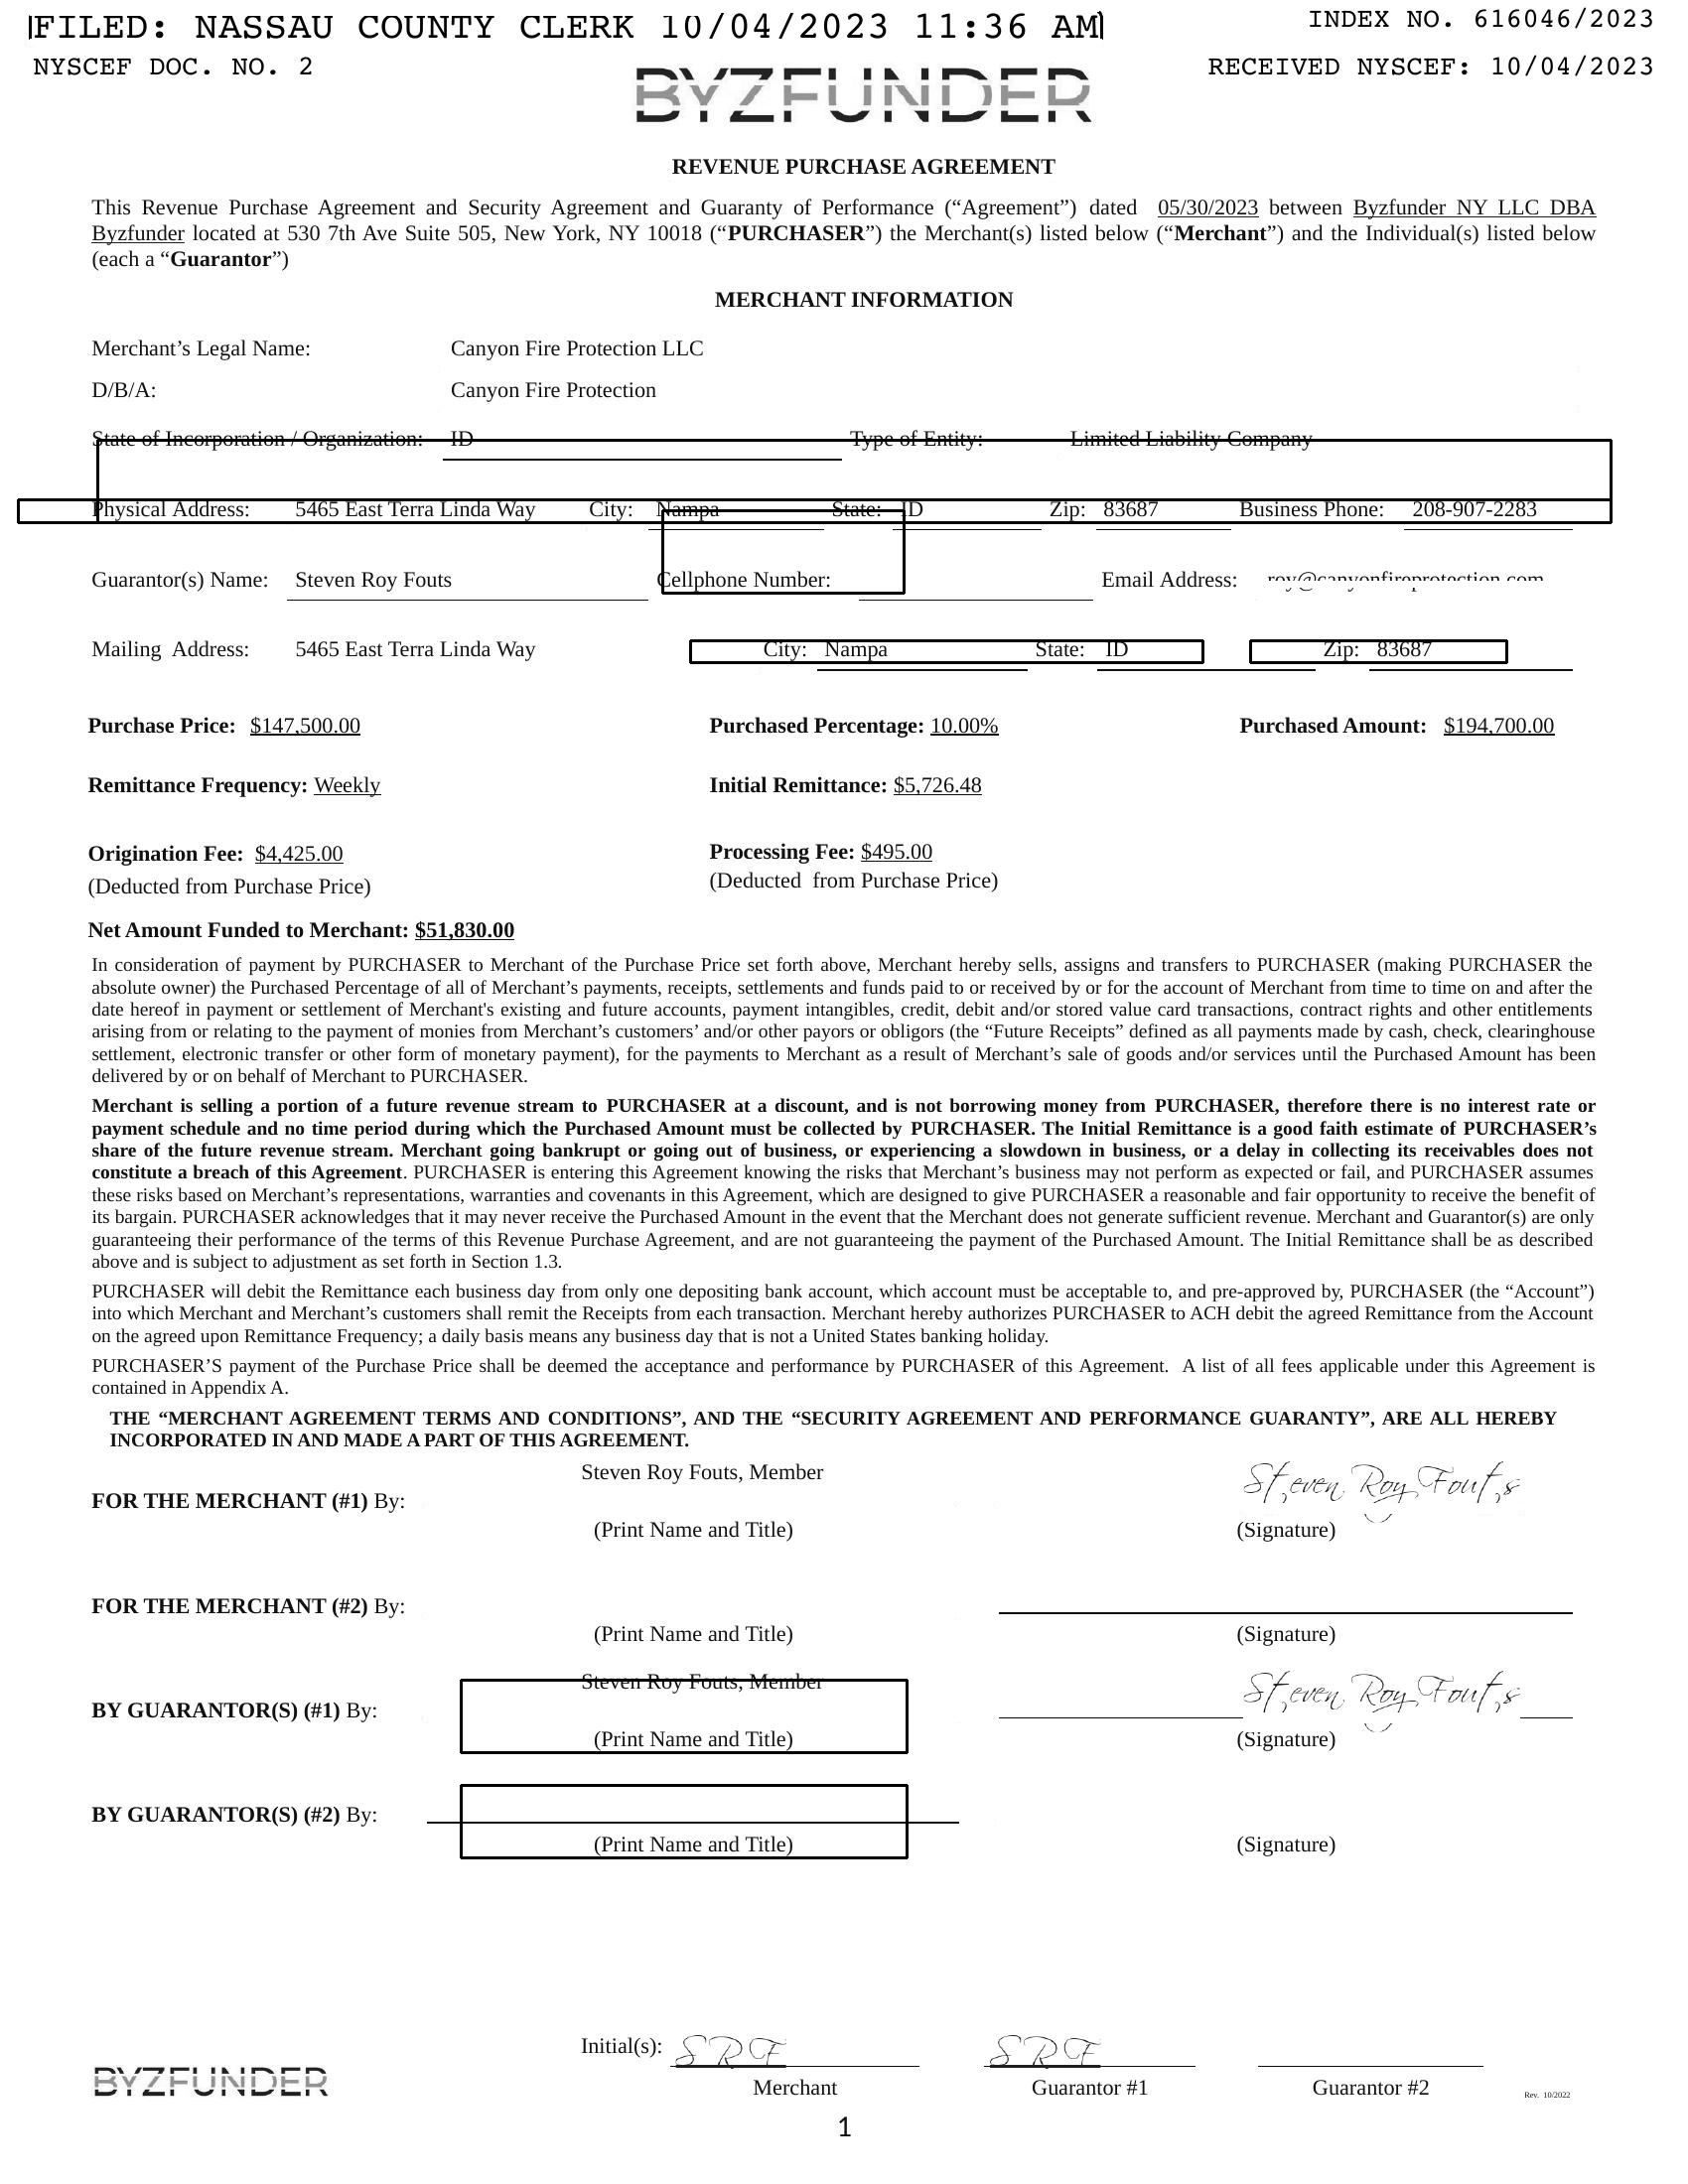 FILED: NASSAU COUNTY CLERK 10/04/2023 11:36 AM
INDEX NO. 616046/2023
NYSCEF DOC. NO. 2
RECEIVED NYSCEF: 10/04/2023
BYZFUNDER
REVENUE PURCHASE AGREEMENT
This Revenue Purchase Agreement and Security Agreement and Guaranty of Performance (“Agreement”) dated 05/30/2023 between Byzfunder NY LLC DBA
Byzfunder located at 530 7th Ave Suite 505, New York, NY 10018 (“PURCHASER”) the Merchant(s) listed below (“Merchant”) and the Individual(s) listed below
(each a “Guarantor”)
MERCHANT INFORMATION
Merchant’s Legal Name: Canyon Fire Protection LLC
D/B/A: Canyon Fire Protection
State of Incorporation / Organization: ID Type of Entity: Limited Liability Company
Physical Address: 5465 East Terra Linda Way City: Nampa State: ID Zip: 83687 Business Phone: 208-907-2283
Guarantor(s) Name: Steven Roy Fouts Cellphone Number: Email Address: roy@canyonfireprotection.com
Mailing Address: 5465 East Terra Linda Way City: Nampa State: ID Zip: 83687
Purchase Price: $147,500.00 Purchased Percentage: 10.00% Purchased Amount: $194,700.00
Remittance Frequency: Weekly Initial Remittance: $5,726.48
Origination Fee: $4,425.00 Processing Fee: $495.00
(Deducted from Purchase Price) (Deducted from Purchase Price)
Net Amount Funded to Merchant: $51,830.00
In consideration of payment by PURCHASER to Merchant of the Purchase Price set forth above, Merchant hereby sells, assigns and transfers to PURCHASER (making PURCHASER the
absolute owner) the Purchased Percentage of all of Merchant’s payments, receipts, settlements and funds paid to or received by or for the account of Merchant from time to time on and after the
date hereof in payment or settlement of Merchant's existing and future accounts, payment intangibles, credit, debit and/or stored value card transactions, contract rights and other entitlements
arising from or relating to the payment of monies from Merchant’s customers’ and/or other payors or obligors (the “Future Receipts” defined as all payments made by cash, check, clearinghouse
settlement, electronic transfer or other form of monetary payment), for the payments to Merchant as a result of Merchant’s sale of goods and/or services until the Purchased Amount has been
delivered by or on behalf of Merchant to PURCHASER.
Merchant is selling a portion of a future revenue stream to PURCHASER at a discount, and is not borrowing money from PURCHASER, therefore there is no interest rate or
payment schedule and no time period during which the Purchased Amount must be collected by PURCHASER. The Initial Remittance is a good faith estimate of PURCHASER’s
share of the future revenue stream. Merchant going bankrupt or going out of business, or experiencing a slowdown in business, or a delay in collecting its receivables does not
constitute a breach of this Agreement. PURCHASER is entering this Agreement knowing the risks that Merchant’s business may not perform as expected or fail, and PURCHASER assumes
these risks based on Merchant’s representations, warranties and covenants in this Agreement, which are designed to give PURCHASER a reasonable and fair opportunity to receive the benefit of
its bargain. PURCHASER acknowledges that it may never receive the Purchased Amount in the event that the Merchant does not generate sufficient revenue. Merchant and Guarantor(s) are only
guaranteeing their performance of the terms of this Revenue Purchase Agreement, and are not guaranteeing the payment of the Purchased Amount. The Initial Remittance shall be as described
above and is subject to adjustment as set forth in Section 1.3.
PURCHASER will debit the Remittance each business day from only one depositing bank account, which account must be acceptable to, and pre-approved by, PURCHASER (the “Account”)
into which Merchant and Merchant’s customers shall remit the Receipts from each transaction. Merchant hereby authorizes PURCHASER to ACH debit the agreed Remittance from the Account
on the agreed upon Remittance Frequency; a daily basis means any business day that is not a United States banking holiday.
PURCHASER’S payment of the Purchase Price shall be deemed the acceptance and performance by PURCHASER of this Agreement. A list of all fees applicable under this Agreement is
contained in Appendix A.
THE “MERCHANT AGREEMENT TERMS AND CONDITIONS”, AND THE “SECURITY AGREEMENT AND PERFORMANCE GUARANTY”, ARE ALL HEREBY
INCORPORATED IN AND MADE A PART OF THIS AGREEMENT.
Steven Roy Fouts, Member Steven Roy Fouts
FOR THE MERCHANT (#1) By:
(Print Name and Title) (Signature)
FOR THE MERCHANT (#2) By:
(Print Name and Title) (Signature)
Steven Roy Fouts, Member Steven Roy Fouts
BY GUARANTOR(S) (#1) By:
(Print Name and Title) (Signature)
BY GUARANTOR(S) (#2) By:
(Print Name and Title) (Signature)
Initial(s): SRF SRF
BYZFUNDER
Merchant Guarantor #1 Guarantor #2
Rev. 10/2022
1